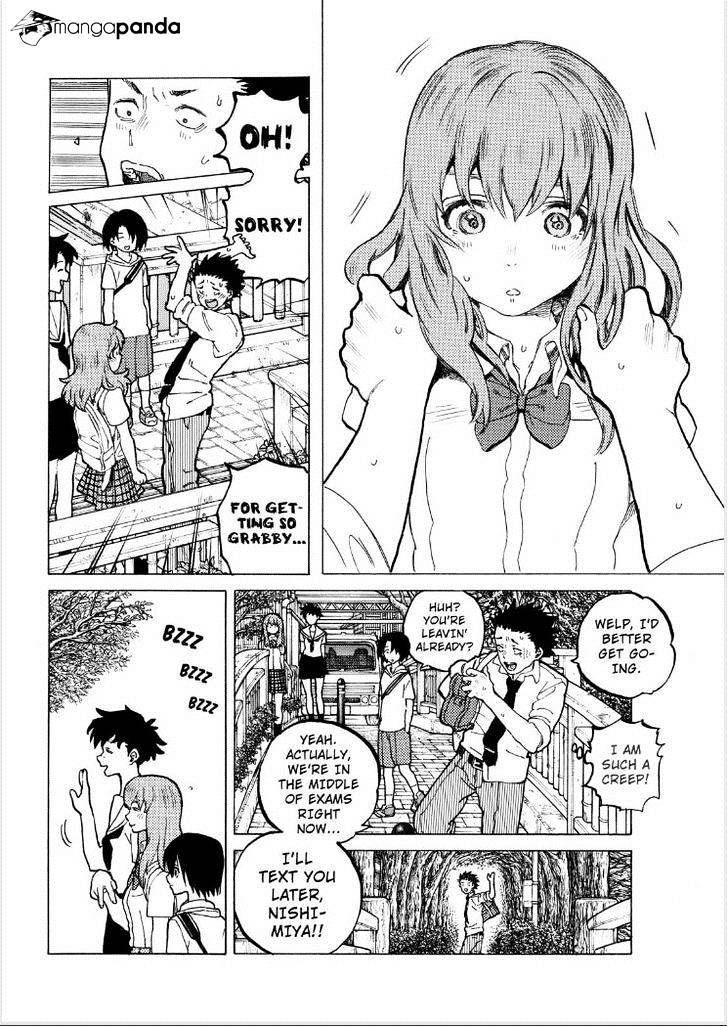 mangapanda
OH!
SORRY!
FOR GET-
TING SO
GRABBY...
WELP, I'D
BETTER
GET GO-
ING.
HUH?
YOU'RE
LEAVIN'
ALREADY?
I AM
SUCH A
CREEP!
YEAH.
ACTUALLY,
WE'RE IN
THE MIDDLE
OF EXAMS
RIGHT
NOW...
I'LL
TEXT YOU
LATER,
NISHI-
MIYA!!
BZZZ
BZZZ
BZZZ